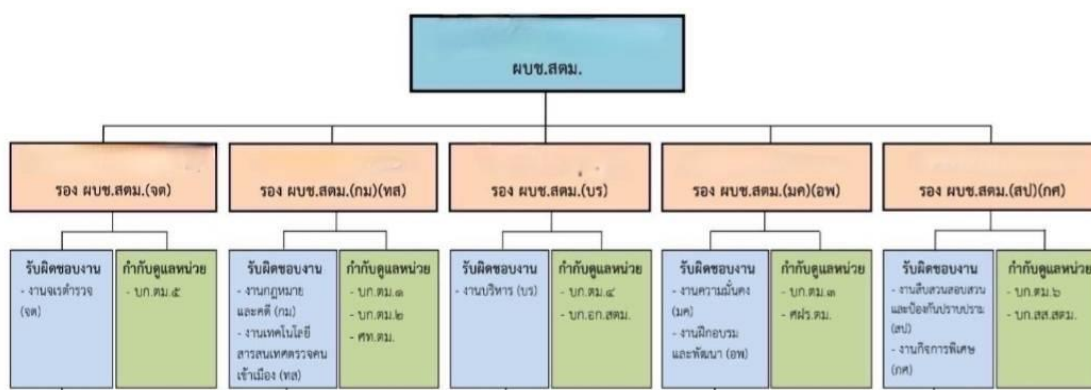 ผบช.สตม.
รอง ผบช.สตม.(จต)
รอง ผบช.สตม.(กม)(ทส)
รอง ผบช.สตม.(บร)
รอง ผบช.สตม.(มค)(อพ)
รอง ผบช.สตม.(สป)(กศ)
รับผิดชอบงาน
- งานจเรตำรวจ
(จต)
กำกับดูแลหน่วย
- บก.ตม.๕
รับผิดชอบงาน
- งานกฎหมาย
และคดี (กม)
- งานเทคโนโลยี
สารสนเทศตรวจคน
เข้าเมือง (ทส)
กำกับดูแลหน่วย
- บก.ตม.๑
- บก.ตม.๒
- ศท.ตม.
รับผิดชอบงาน
- งานบริหาร (บร)
กำกับดูแลหน่วย
- บก.ตม.๔
- บก.อก.สตม.
รับผิดชอบงาน
- งานความมั่นคง
(มค)
- งานฝึกอบรม
และพัฒนา (อพ)
กำกับดูแลหน่วย
- บก.ตม.๓
- ศฝร.ตม.
รับผิดชอบงาน
- งานสืบสวนสอบสวน
และป้องกันปราบปราม
(สป)
- งานกิจการพิเศษ
(กศ)
กำกับดูแลหน่วย
- บก.ตม.๖
- บก.สส.สตม.